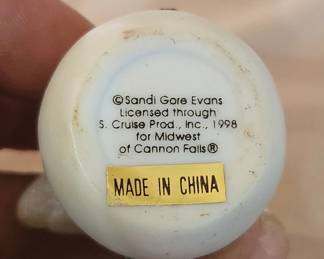 ©Sandi Gore Evans
Licensed through
S. Cruise Prod., Inc., 1998
for Midwest
of Cannon Falls®
MADE IN CHINA